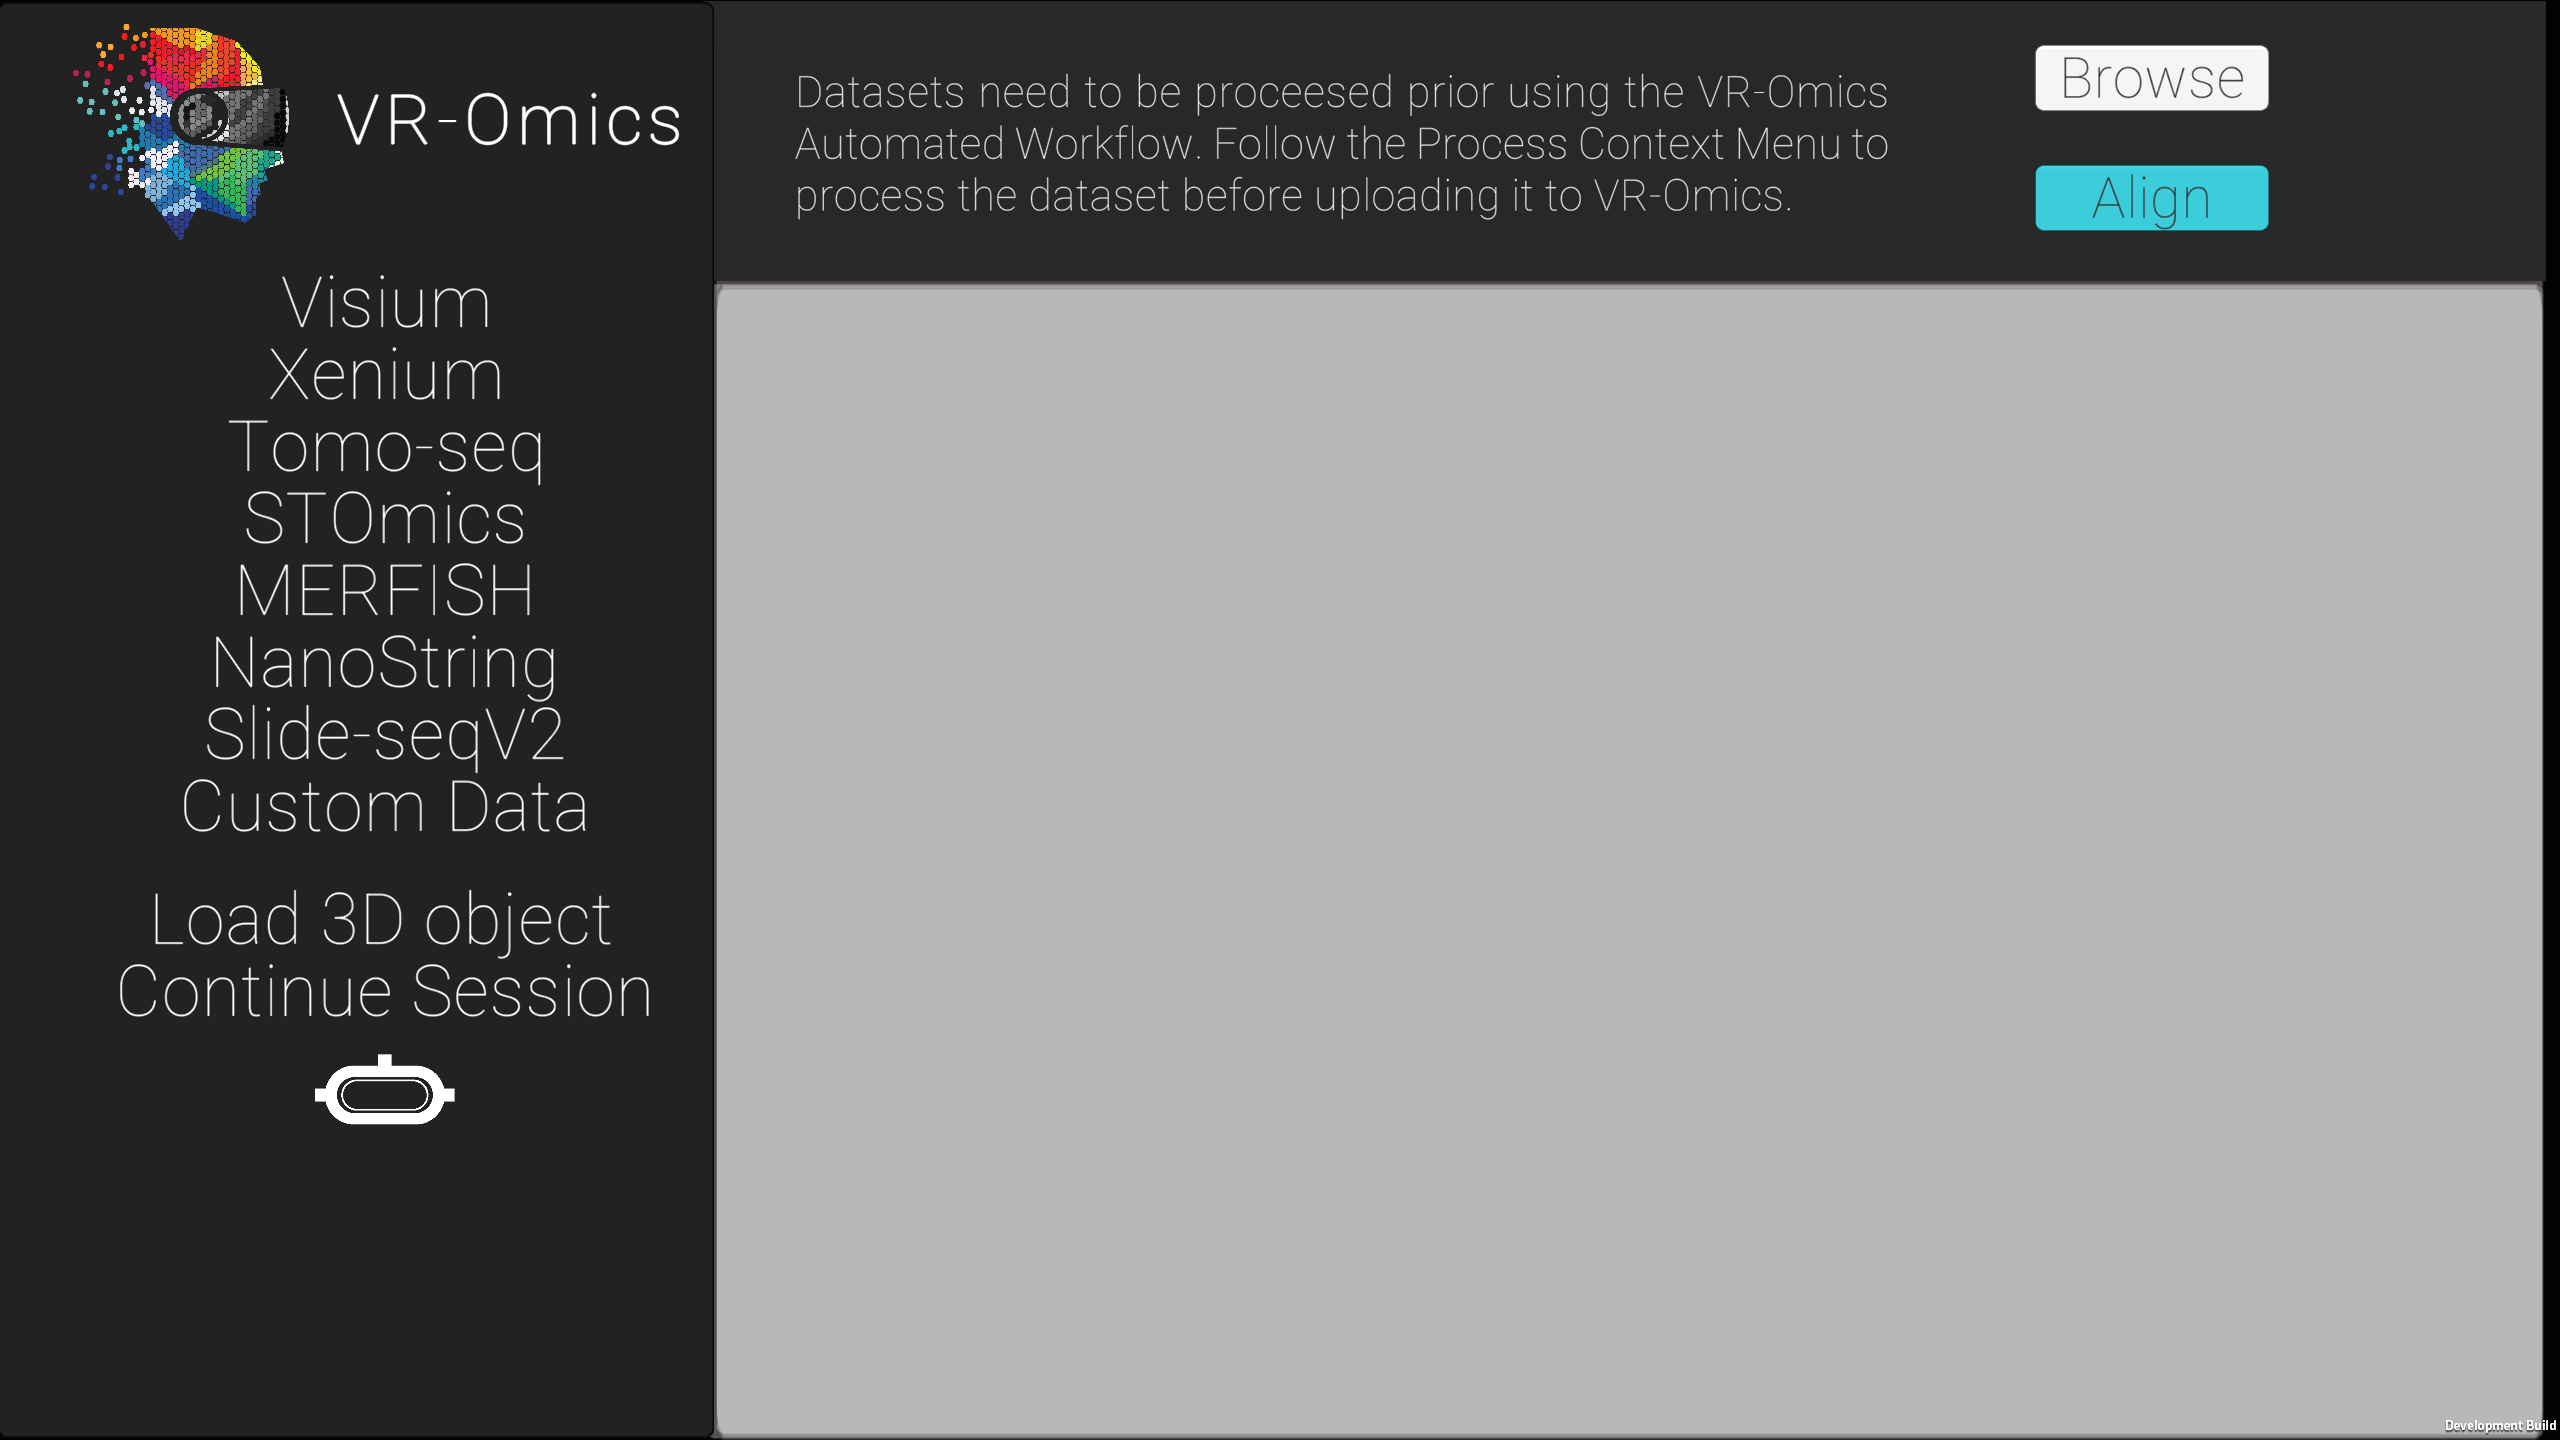 VR-Omics
Visium
Xenium
Tomo-seq
STOmics
MERFISH
NanoString
Slide-seqV2
Custom Data
Load 3D object
Continue Session
Datasets need to be proceesed prior using the VR-Omics
Automated Workflow. Follow the Process Context Menu to
process the dataset before uploading it to VR-Omics.
Browse
Align
Development Build